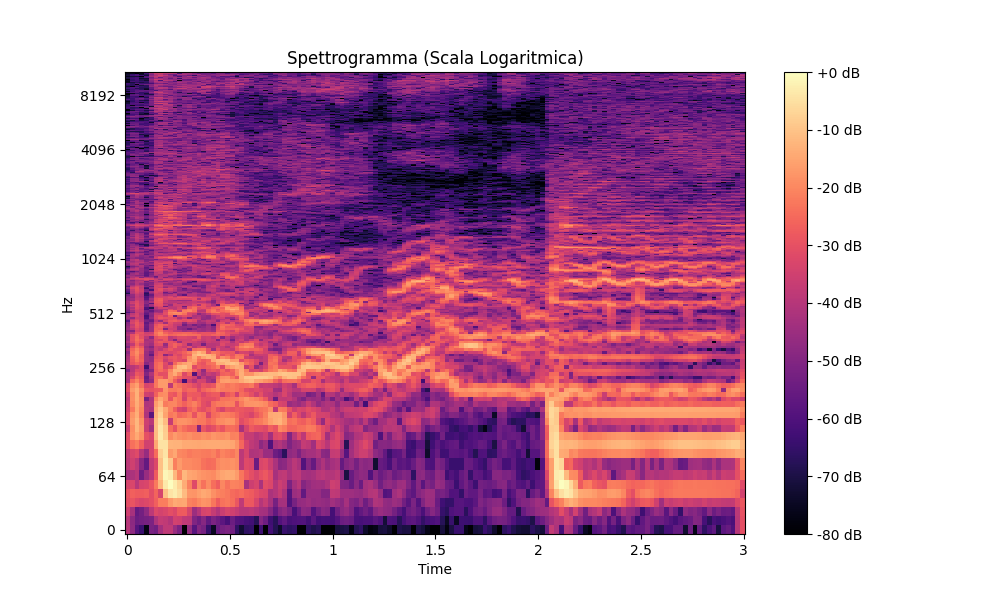 Spettrogramma (Scala Logaritmica)
8192
4096
2048
1024
512
256
128
64
0
Hz
0
0.5
1
1.5
2
2.5
3
Time
+0 dB
-10 dB
-20 dB
-30 dB
-40 dB
-50 dB
-60 dB
-70 dB
-80 dB